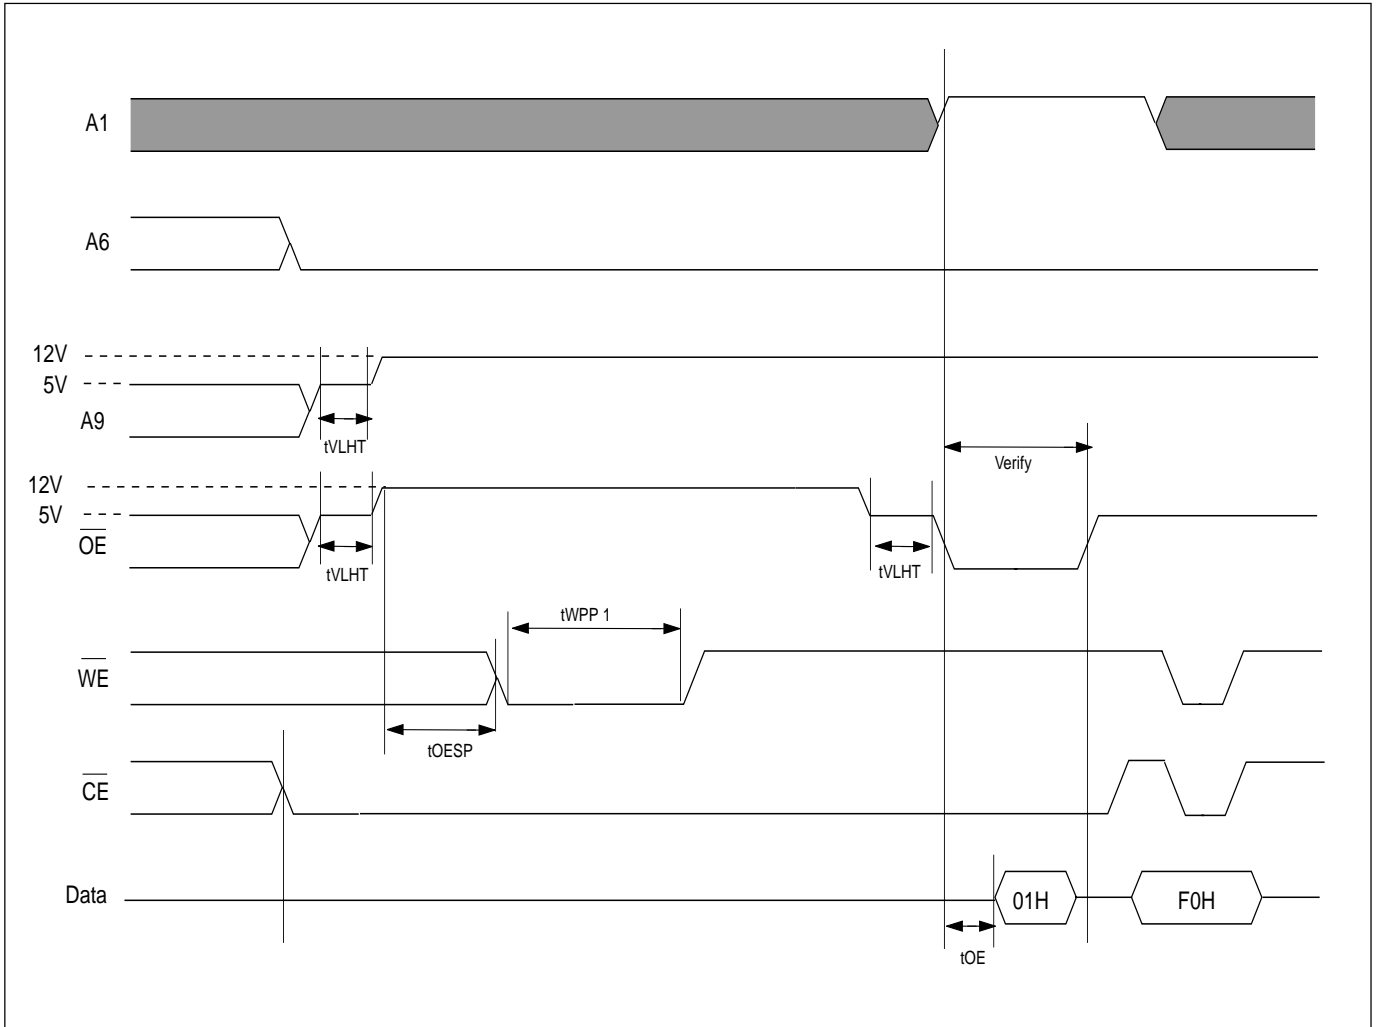 A1
A6
12V
5V
A9
tVLHT
Verify
12V
5V
OE
tVLHT
tVLHT
tWPP 1
WE
tOESP
CE
Data
01H
F0H
tOE